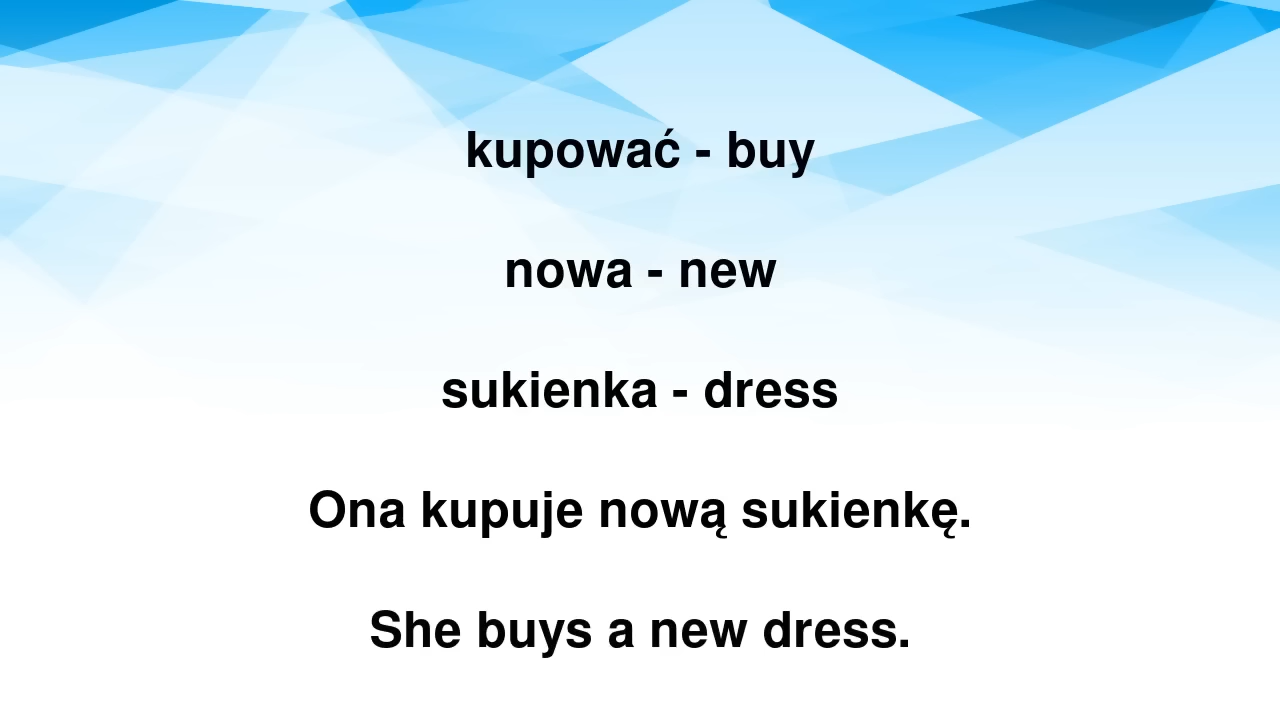 kupować - buy
nowa - new
sukienka - dress
Ona kupuje nową sukienkę.
She buys a new dress.